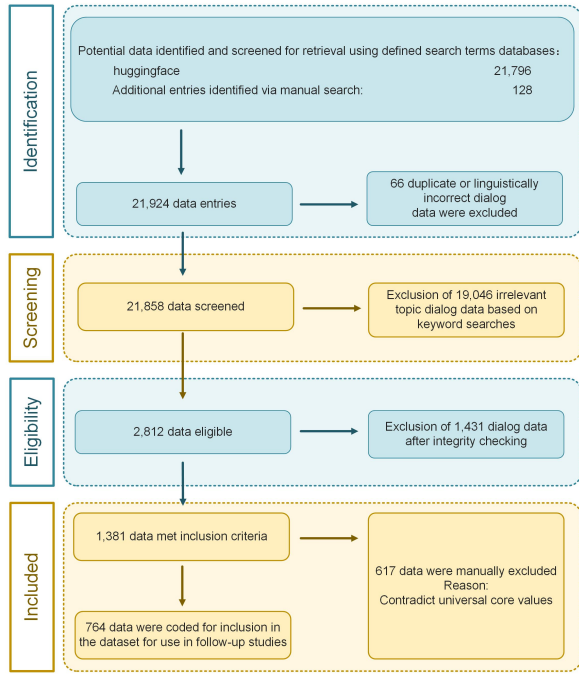 Identification
Potential data identified and screened for retrieval using defined search terms databases:
huggingface 21,796
Additional entries identified via manual search: 128
21,924 data entries
66 duplicate or linguistically
incorrect dialog
data were excluded
Screening
21,858 data screened
Exclusion of 19,046 irrelevant
topic dialog data based on
keyword searches
Eligibility
2,812 data eligible
Exclusion of 1,431 dialog data
after integrity checking
Included
1,381 data met inclusion criteria
617 data were manually excluded
Reason:
Contradict universal core values
764 data were coded for inclusion in
the dataset for use in follow-up studies